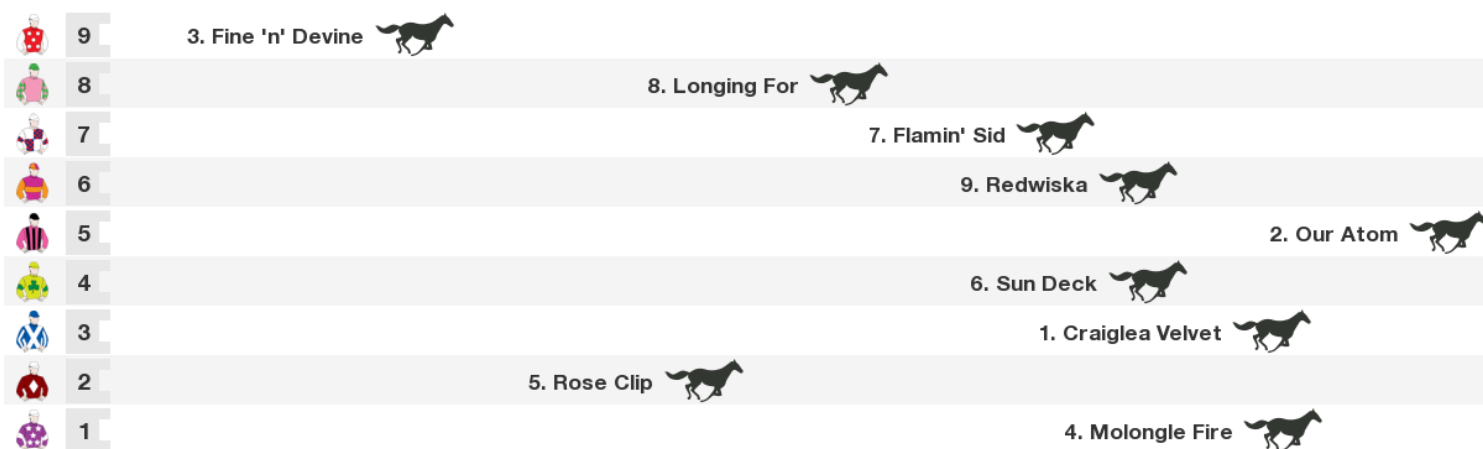 9 3. Fine 'n' Devine
8 8. Longing For
7 7. Flamin' Sid
6 9. Redwiska
5 2. Our Atom
4 6. Sun Deck
3 1. Craiglea Velvet
2 5. Rose Clip
1 4. Molongle Fire